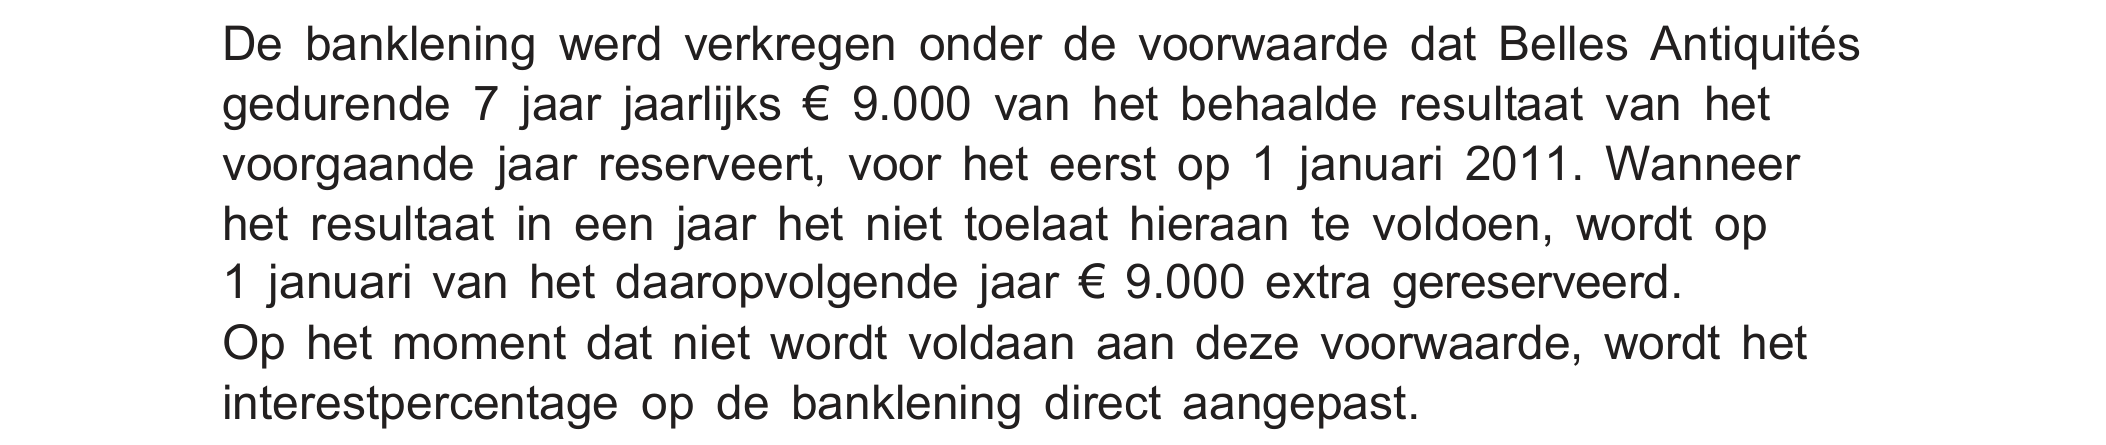 De banklening werd verkregen onder de voorwaarde dat Belles Antiquités
gedurende 7 jaar jaarlijks € 9.000 van het behaalde resultaat van het
voorgaande jaar reserveert, voor het eerst op 1 januari 2011. Wanneer
het resultaat in een jaar het niet toelaat hieraan te voldoen, wordt op
1 januari van het daaropvolgende jaar € 9.000 extra gereserveerd.
Op het moment dat niet wordt voldaan aan deze voorwaarde, wordt het
interestpercentage op de banklening direct aangepast.